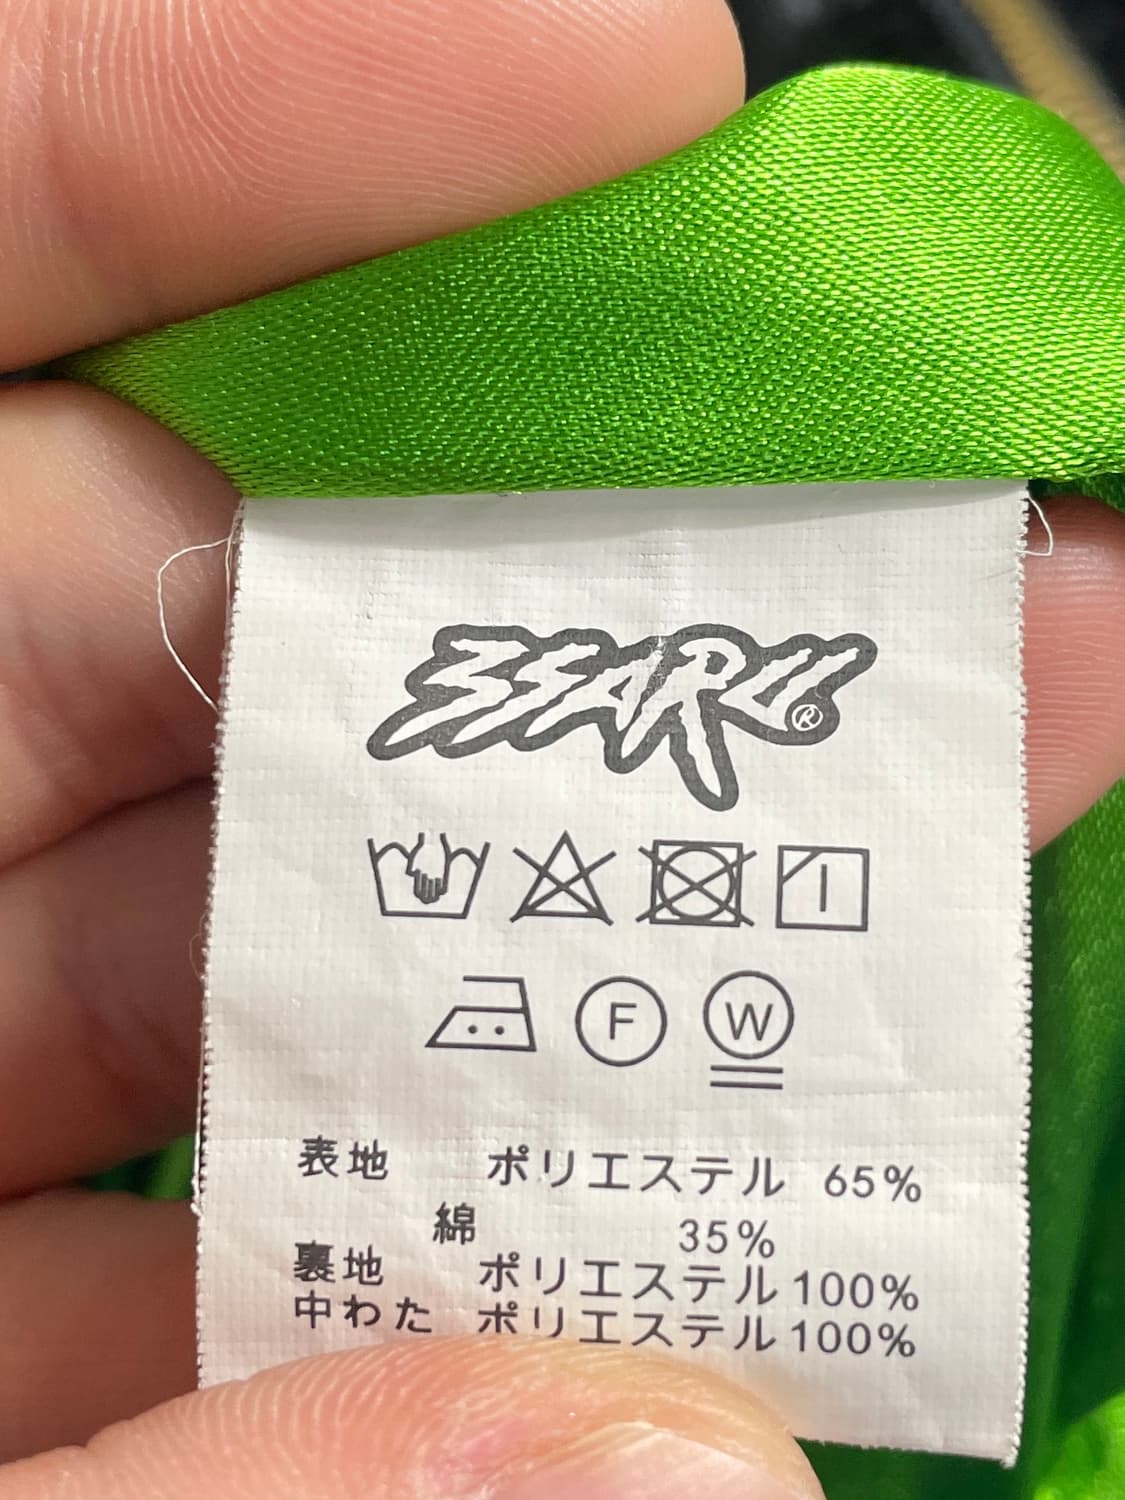 ®
F W
表地 ポリエステル 65%
綿 35%
裏地 ポリエステル 100%
中わた ポリエステル 100%